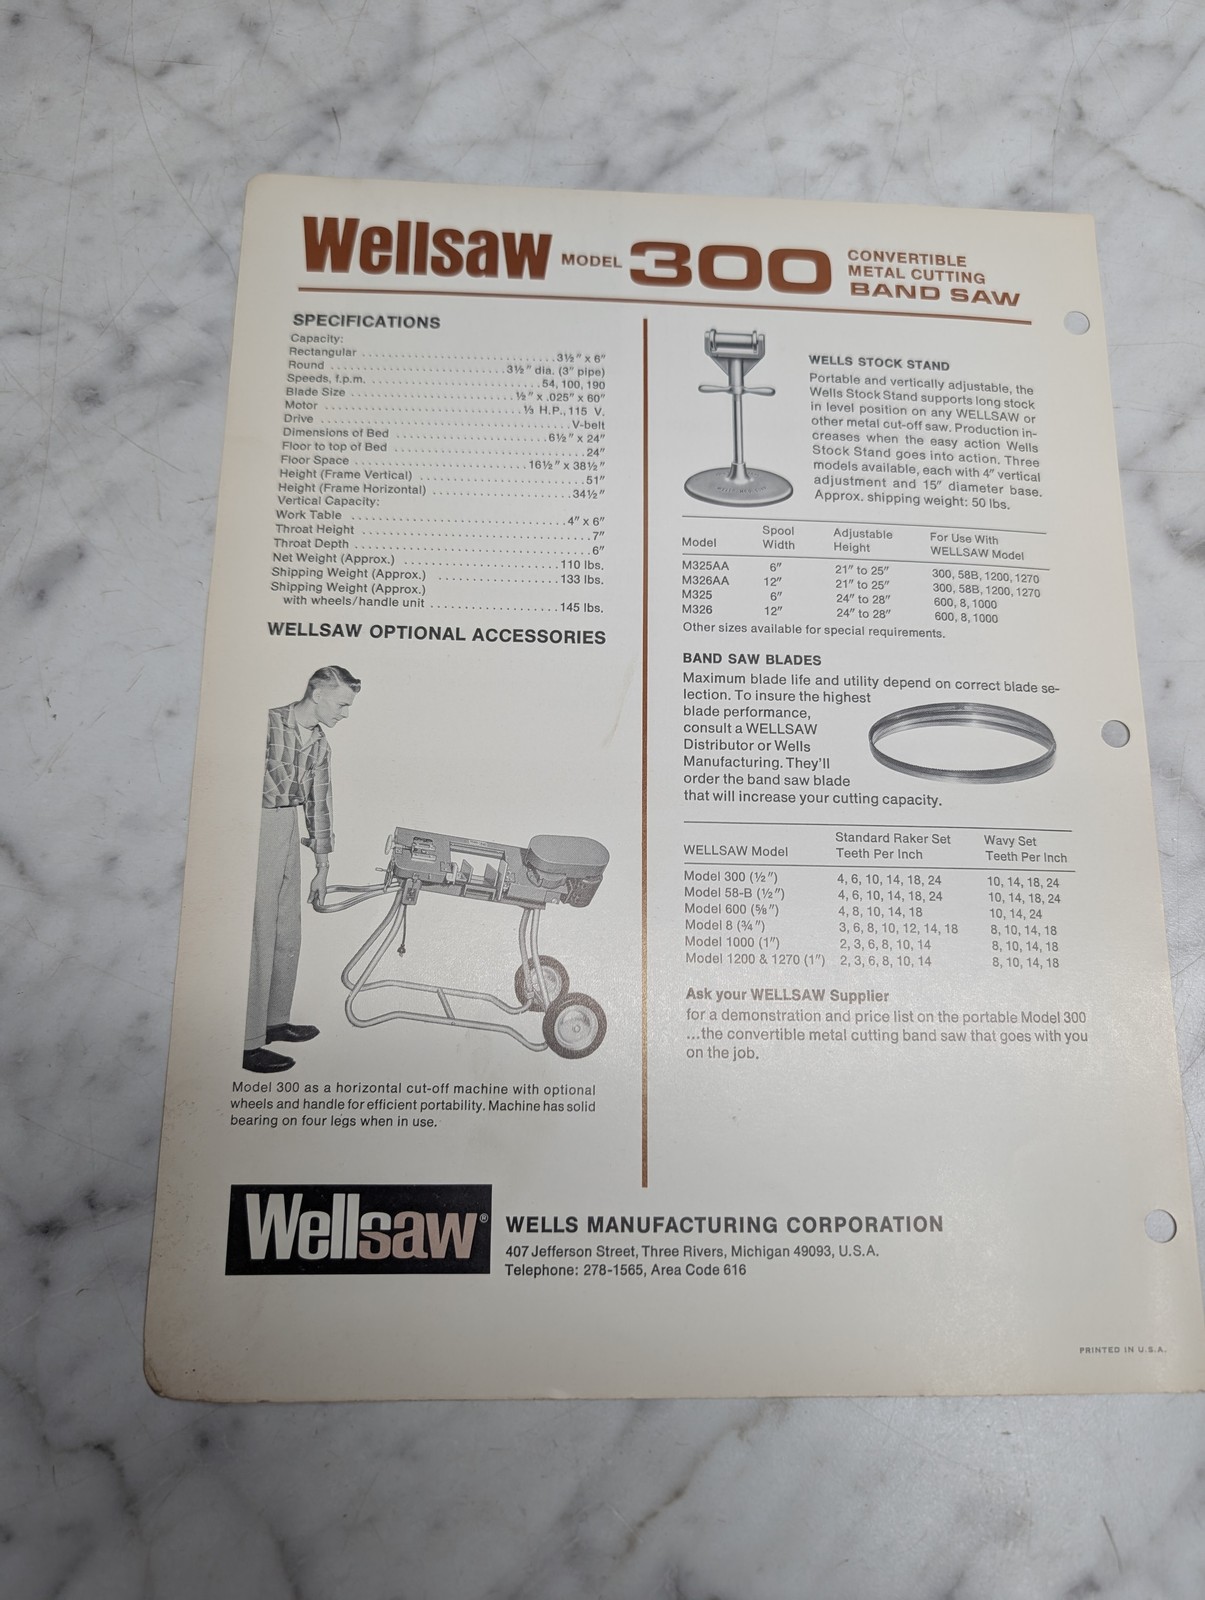 Wellsaw MODEL 300 CONVERTIBLE
METAL CUTTING
BAND SAW
SPECIFICATIONS
Capacity:
Rectangular ............................ 3½" x 6"
Round .......................... 3½" dia. (3" pipe)
Speeds, f.p.m. ......................... 54, 100, 190
Blade Size ........................ ½" x .025" x 60"
Motor .............................. ⅓ H.P., 115 V.
Drive .................................... V-belt
Dimensions of Bed ...................... 6½" x 24"
Floor to top of Bed ......................... 24"
Floor Space ......................... 16½" x 38½"
Height (Frame Vertical) ......................... 51"
Height (Frame Horizontal) .................... 34½"
Vertical Capacity:
Work Table ............................... 4" x 6"
Throat Height ................................. 7"
Throat Depth .................................. 6"
Net Weight (Approx.) ........................ 110 lbs.
Shipping Weight (Approx.) .................. 133 lbs.
Shipping Weight (Approx.)
with wheels/handle unit ................... 145 lbs.
WELLSAW OPTIONAL ACCESSORIES
Model 300 as a horizontal cut-off machine with optional
wheels and handle for efficient portability. Machine has solid
bearing on four legs when in use.
WELLS STOCK STAND
Portable and vertically adjustable, the
Wells Stock Stand supports long stock
in level position on any WELLSAW or
other metal cut-off saw. Production in-
creases when the easy action Wells
Stock Stand goes into action. Three
models available, each with 4" vertical
adjustment and 15" diameter base.
Approx. shipping weight: 50 lbs.
Model Spool Width Adjustable Height For Use With WELLSAW Model
M325AA 6" 21" to 25" 300, 58B, 1200, 1270
M326AA 12" 21" to 25" 300, 58B, 1200, 1270
M325 6" 24" to 28" 600, 8, 1000
M326 12" 24" to 28" 600, 8, 1000
Other sizes available for special requirements.
BAND SAW BLADES
Maximum blade life and utility depend on correct blade se-
lection. To insure the highest
blade performance,
consult a WELLSAW
Distributor or Wells
Manufacturing. They'll
order the band saw blade
that will increase your cutting capacity.
WELLSAW Model Standard Raker Set Teeth Per Inch Wavy Set Teeth Per Inch
Model 300 (½") 4, 6, 10, 14, 18, 24 10, 14, 18, 24
Model 58-B (½") 4, 6, 10, 14, 18, 24 10, 14, 18, 24
Model 600 (⅝") 4, 8, 10, 14, 18 10, 14, 24
Model 8 (¾") 3, 6, 8, 10, 12, 14, 18 8, 10, 14, 18
Model 1000 (1") 2, 3, 6, 8, 10, 14 8, 10, 14, 18
Model 1200 & 1270 (1") 2, 3, 6, 8, 10, 14 8, 10, 14, 18
Ask your WELLSAW Supplier
for a demonstration and price list on the portable Model 300
...the convertible metal cutting band saw that goes with you
on the job.
Wellsaw®
WELLS MANUFACTURING CORPORATION
407 Jefferson Street, Three Rivers, Michigan 49093, U.S.A.
Telephone: 278-1565, Area Code 616
PRINTED IN U.S.A.